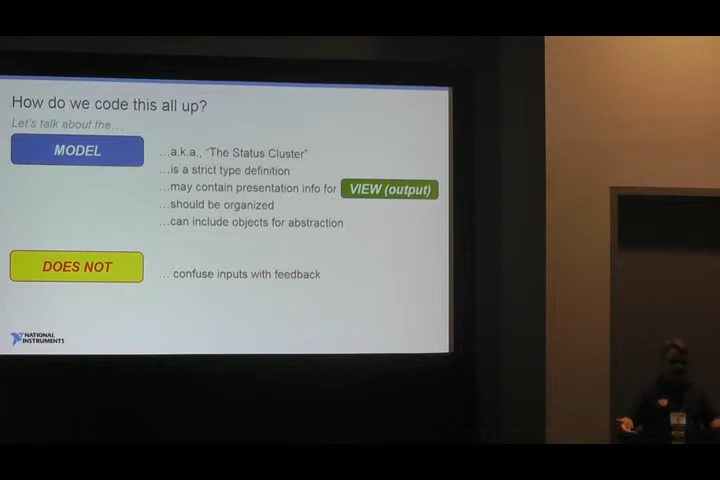 How do we code this all up?
Let's talk about the...
MODEL
...a.k.a., "The Status Cluster"
...is a strict type definition
...may contain presentation info for VIEW (output)
...should be organized
...can include objects for abstraction
DOES NOT
... confuse inputs with feedback
NATIONAL
INSTRUMENTS